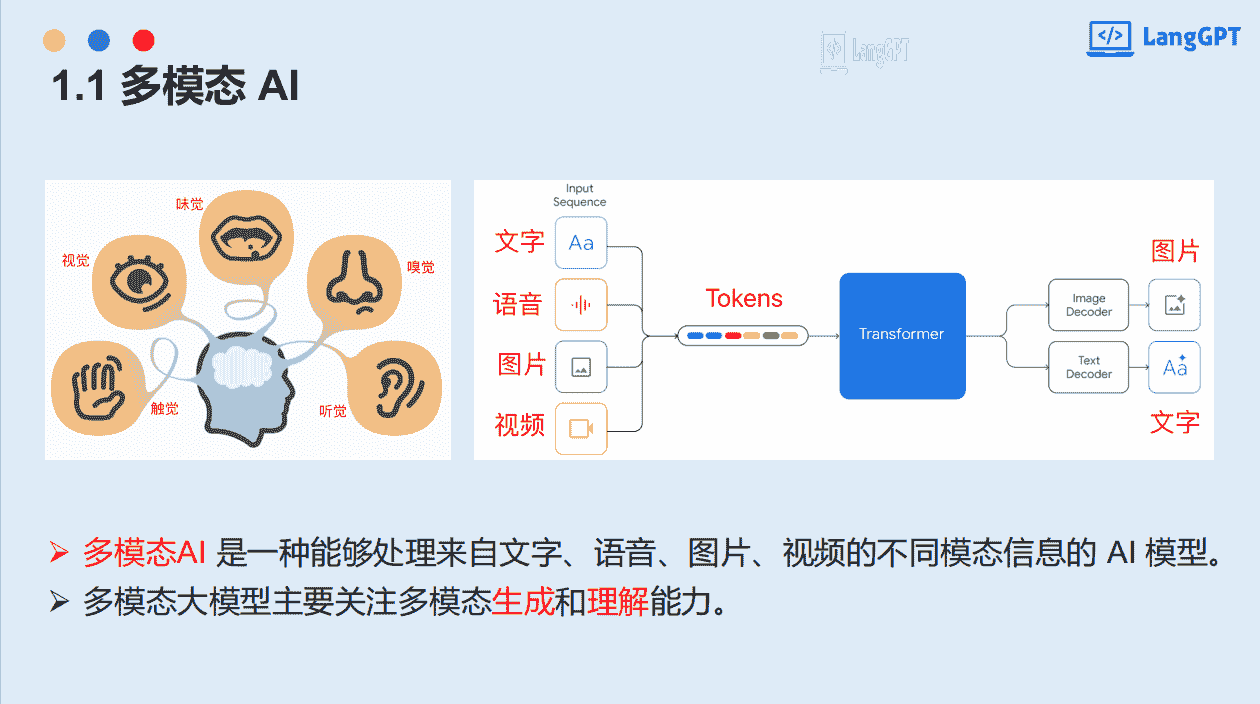 LangGPT
LangGPT
1.1 多模态 AI
味觉
视觉
嗅觉
触觉
听觉
Input
Sequence
文字
Aa
语音
图片
视频
Tokens
Transformer
Image
Decoder
Text
Decoder
图片
Aa
文字
多模态AI 是一种能够处理来自文字、语音、图片、视频的不同模态信息的 AI 模型。
多模态大模型主要关注多模态生成和理解能力。